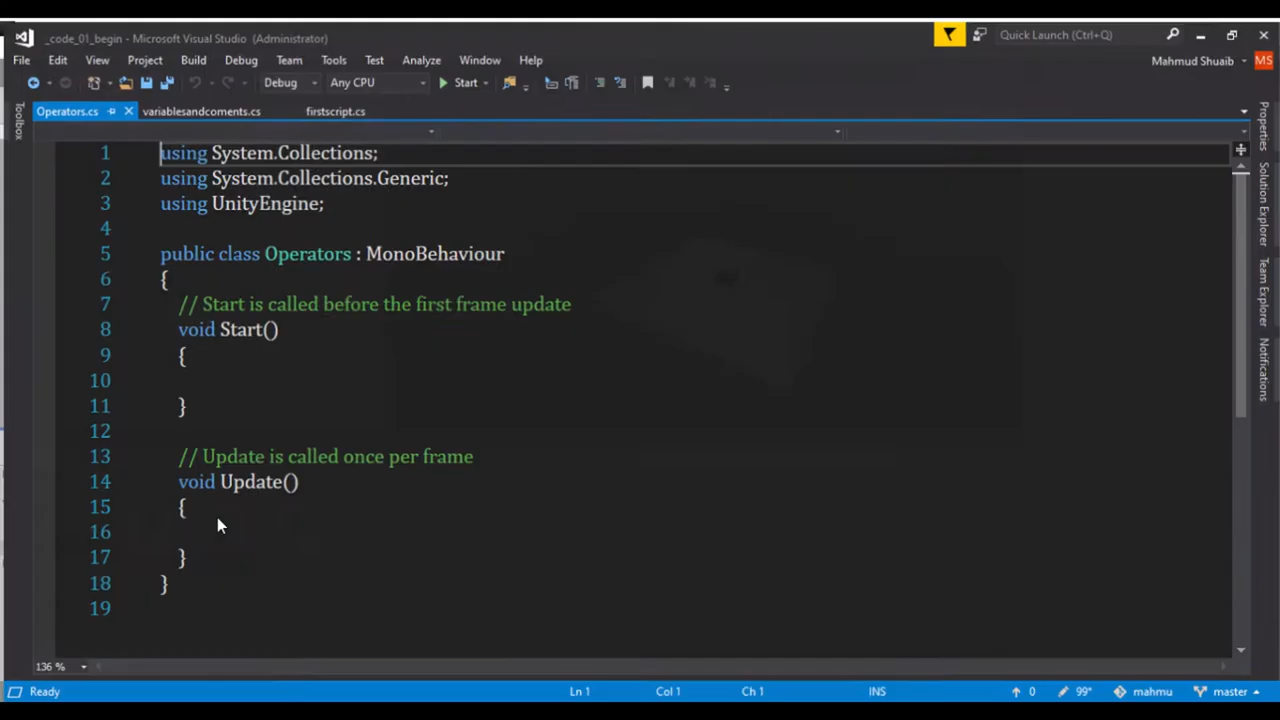 _code_01_begin - Microsoft Visual Studio (Administrator)
Quick Launch (Ctrl+Q)
File Edit View Project Build Debug Team Tools Test Analyze Window Help
Mahmud Shuaib MS
Debug Any CPU Start
Operators.cs variablesandcoments.cs firstscript.cs
Toolbox
Properties
Solution Explorer
Team Explorer
Notifications
1 using System.Collections;
2 using System.Collections.Generic;
3 using UnityEngine;
4
5 public class Operators : MonoBehaviour
6 {
7 // Start is called before the first frame update
8 void Start()
9 {
10
11 }
12
13 // Update is called once per frame
14 void Update()
15 {
16
17 }
18 }
19
136 %
Ready Ln 1 Col 1 Ch 1 INS 0 99* mahmu master